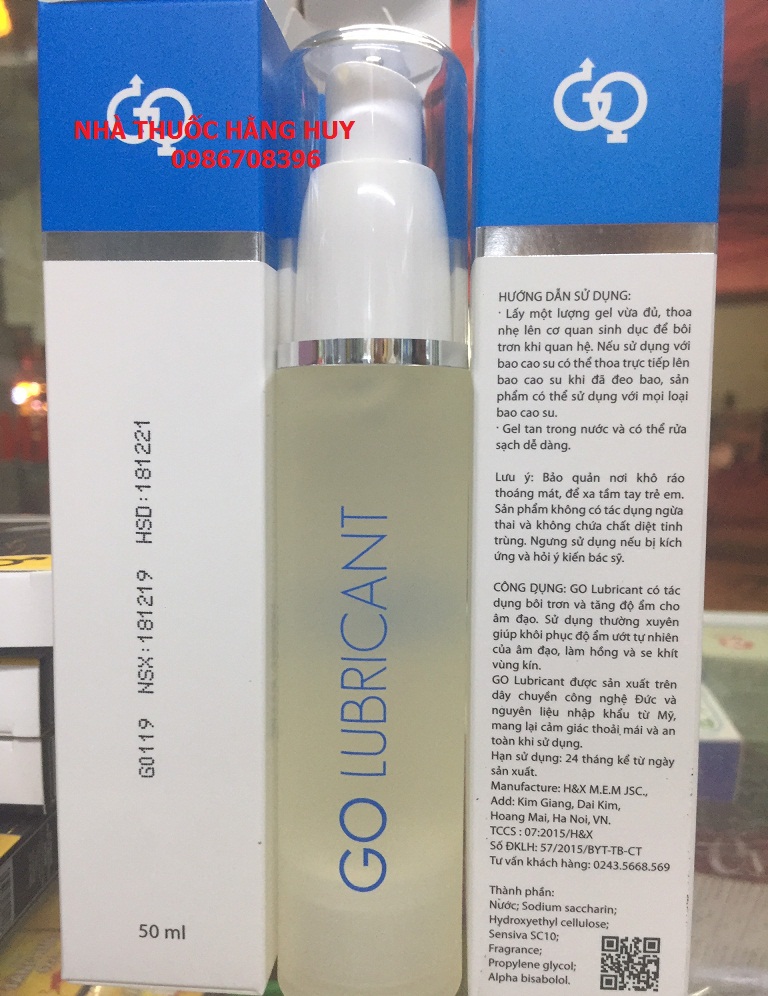 NHÀ THUỐC HẰNG HUY
0986708396
G0119 NSX:181219 HSD:181221
50 ml
GO LUBRICANT
HƯỚNG DẪN SỬ DỤNG:
· Lấy một lượng gel vừa đủ, thoa
nhẹ lên cơ quan sinh dục để bôi
trơn khi quan hệ. Nếu sử dụng với
bao cao su có thể thoa trực tiếp lên
bao cao su khi đã đeo bao, sản
phẩm có thể sử dụng với mọi loại
bao cao su.
· Gel tan trong nước và có thể rửa
sạch dễ dàng.
Lưu ý: Bảo quản nơi khô ráo
thoáng mát, để xa tầm tay trẻ em.
Sản phẩm không có tác dụng ngừa
thai và không chứa chất diệt tinh
trùng. Ngưng sử dụng nếu bị kích
ứng và hỏi ý kiến bác sỹ.
CÔNG DỤNG: GO Lubricant có tác
dụng bôi trơn và tăng độ ẩm cho
âm đạo. Sử dụng thường xuyên
giúp khôi phục độ ẩm ướt tự nhiên
của âm đạo, làm hồng và se khít
vùng kín.
GO Lubricant được sản xuất trên
dây chuyền công nghệ Đức và
nguyên liệu nhập khẩu từ Mỹ,
mang lại cảm giác thoải mái và an
toàn khi sử dụng.
Hạn sử dụng: 24 tháng kể từ ngày
sản xuất.
Manufacture: H&X M.E.M JSC.,
Add: Kim Giang, Dai Kim,
Hoang Mai, Ha Noi, VN.
TCCS : 07:2015/H&X
Số ĐKLH: 57/2015/BYT-TB-CT
Tư vấn khách hàng: 0243.5668.569
Thành phần:
Nước; Sodium saccharin;
Hydroxyethyl cellulose;
Sensiva SC10;
Fragrance;
Propylene glycol;
Alpha bisabolol.